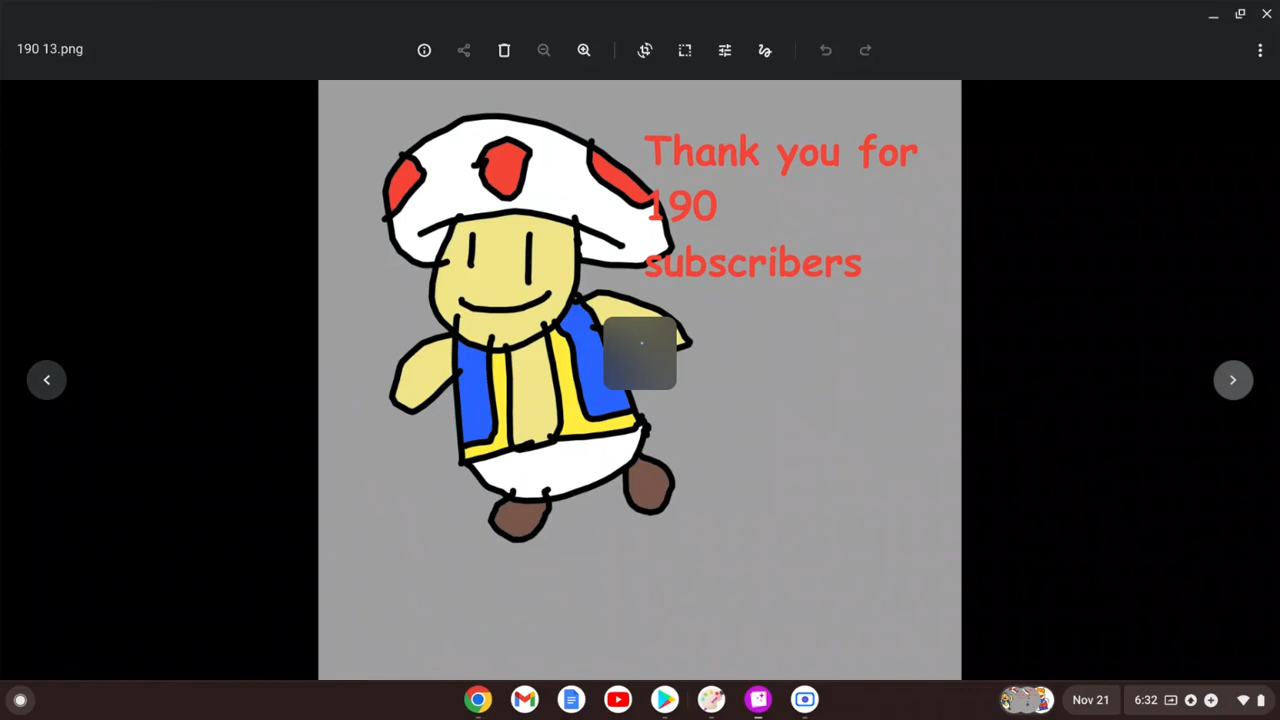 190 13.png
Thank you for
190
subscribers
Nov 21
6:32